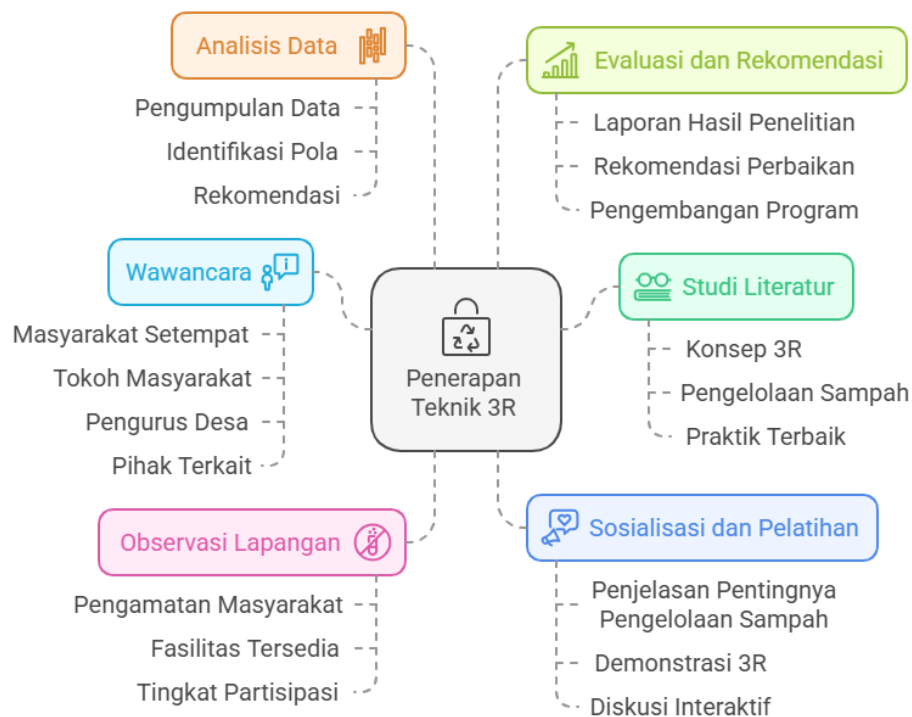 Analisis Data
Pengumpulan Data
Identifikasi Pola
Rekomendasi
Wawancara
Masyarakat Setempat
Tokoh Masyarakat
Pengurus Desa
Pihak Terkait
Observasi Lapangan
Pengamatan Masyarakat
Fasilitas Tersedia
Tingkat Partisipasi
Penerapan
Teknik 3R
Evaluasi dan Rekomendasi
Laporan Hasil Penelitian
Rekomendasi Perbaikan
Pengembangan Program
Studi Literatur
Konsep 3R
Pengelolaan Sampah
Praktik Terbaik
Sosialisasi dan Pelatihan
Penjelasan Pentingnya
Pengelolaan Sampah
Demonstrasi 3R
Diskusi Interaktif